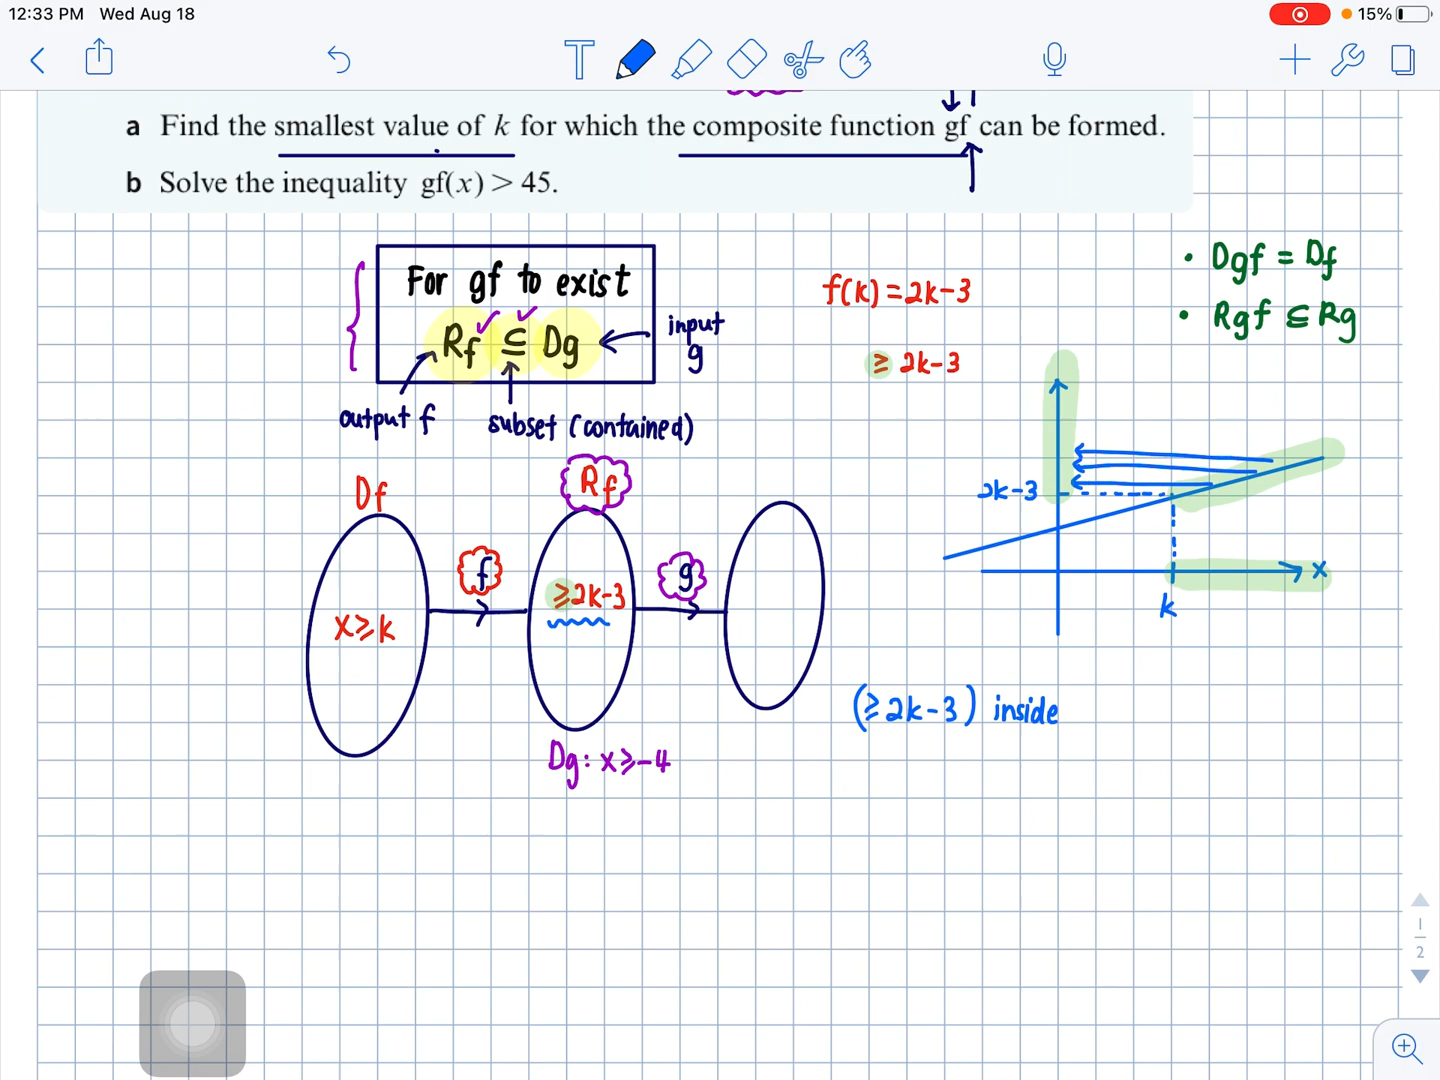 12:33 PM Wed Aug 18
15%
a Find the smallest value of k for which the composite function gf can be formed.
b Solve the inequality gf(x) > 45.
For gf to exist
Rf ⊆ Dg
input
g
output f
subset (contained)
f(k) = 2k-3
≥ 2k-3
• Dgf = Df
• Rgf ⊆ Rg
Df
Rf
f
g
x ≥ k
≥ 2k-3
2k-3
x
k
(≥ 2k-3) inside
Dg: x ≥ -4
1
2